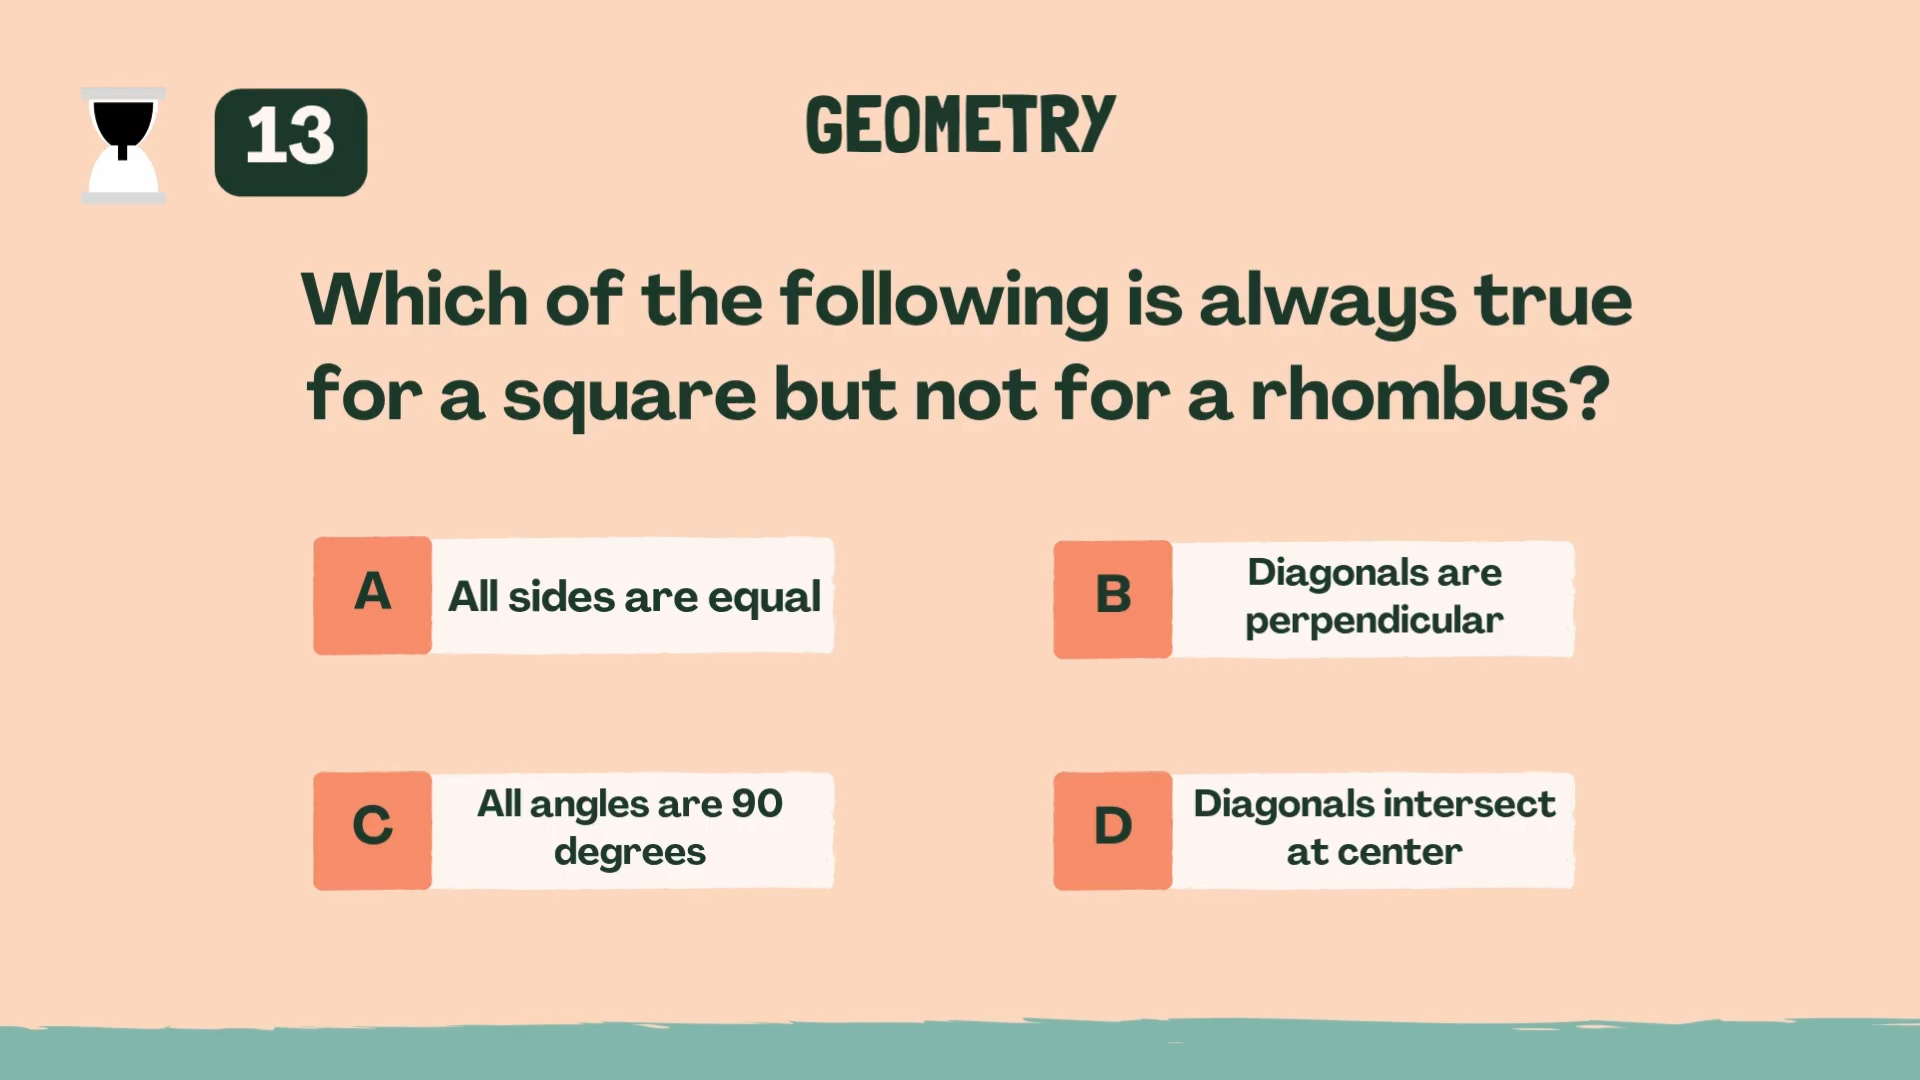 13
GEOMETRY
Which of the following is always true
for a square but not for a rhombus?
A
All sides are equal
B
Diagonals are
perpendicular
C
All angles are 90
degrees
D
Diagonals intersect
at center